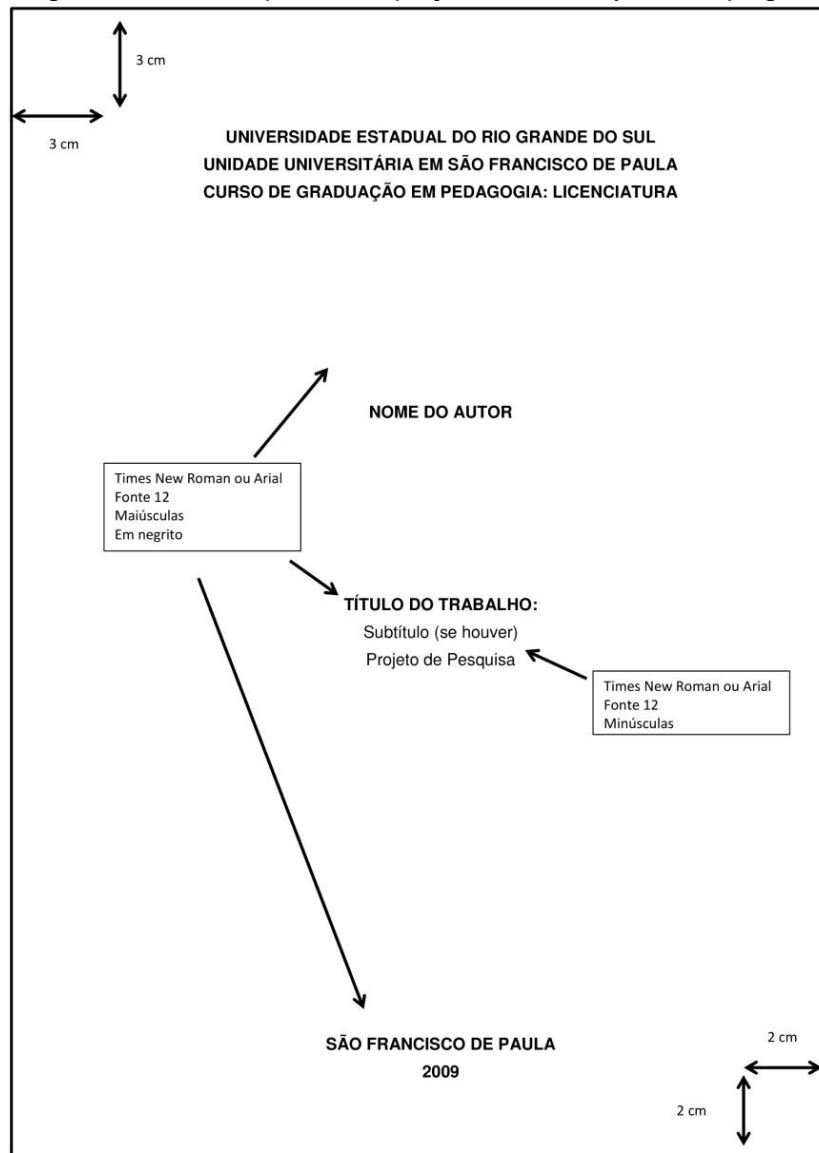 3 cm
3 cm
UNIVERSIDADE ESTADUAL DO RIO GRANDE DO SUL
UNIDADE UNIVERSITÁRIA EM SÃO FRANCISCO DE PAULA
CURSO DE GRADUAÇÃO EM PEDAGOGIA: LICENCIATURA
NOME DO AUTOR
Times New Roman ou Arial
Fonte 12
Maiúsculas
Em negrito
TÍTULO DO TRABALHO:
Subtítulo (se houver)
Projeto de Pesquisa
Times New Roman ou Arial
Fonte 12
Minúsculas
SÃO FRANCISCO DE PAULA
2009
2 cm
2 cm